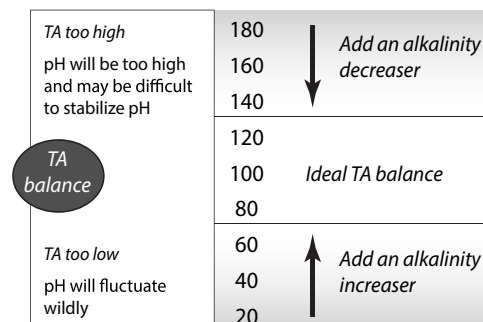 TA too high
pH will be too high
and may be difficult
to stabilize pH
180
160
140
Add an alkalinity
decreaser
TA
balance
120
100
80
Ideal TA balance
TA too low
pH will fluctuate
wildly
60
40
20
Add an alkalinity
increaser